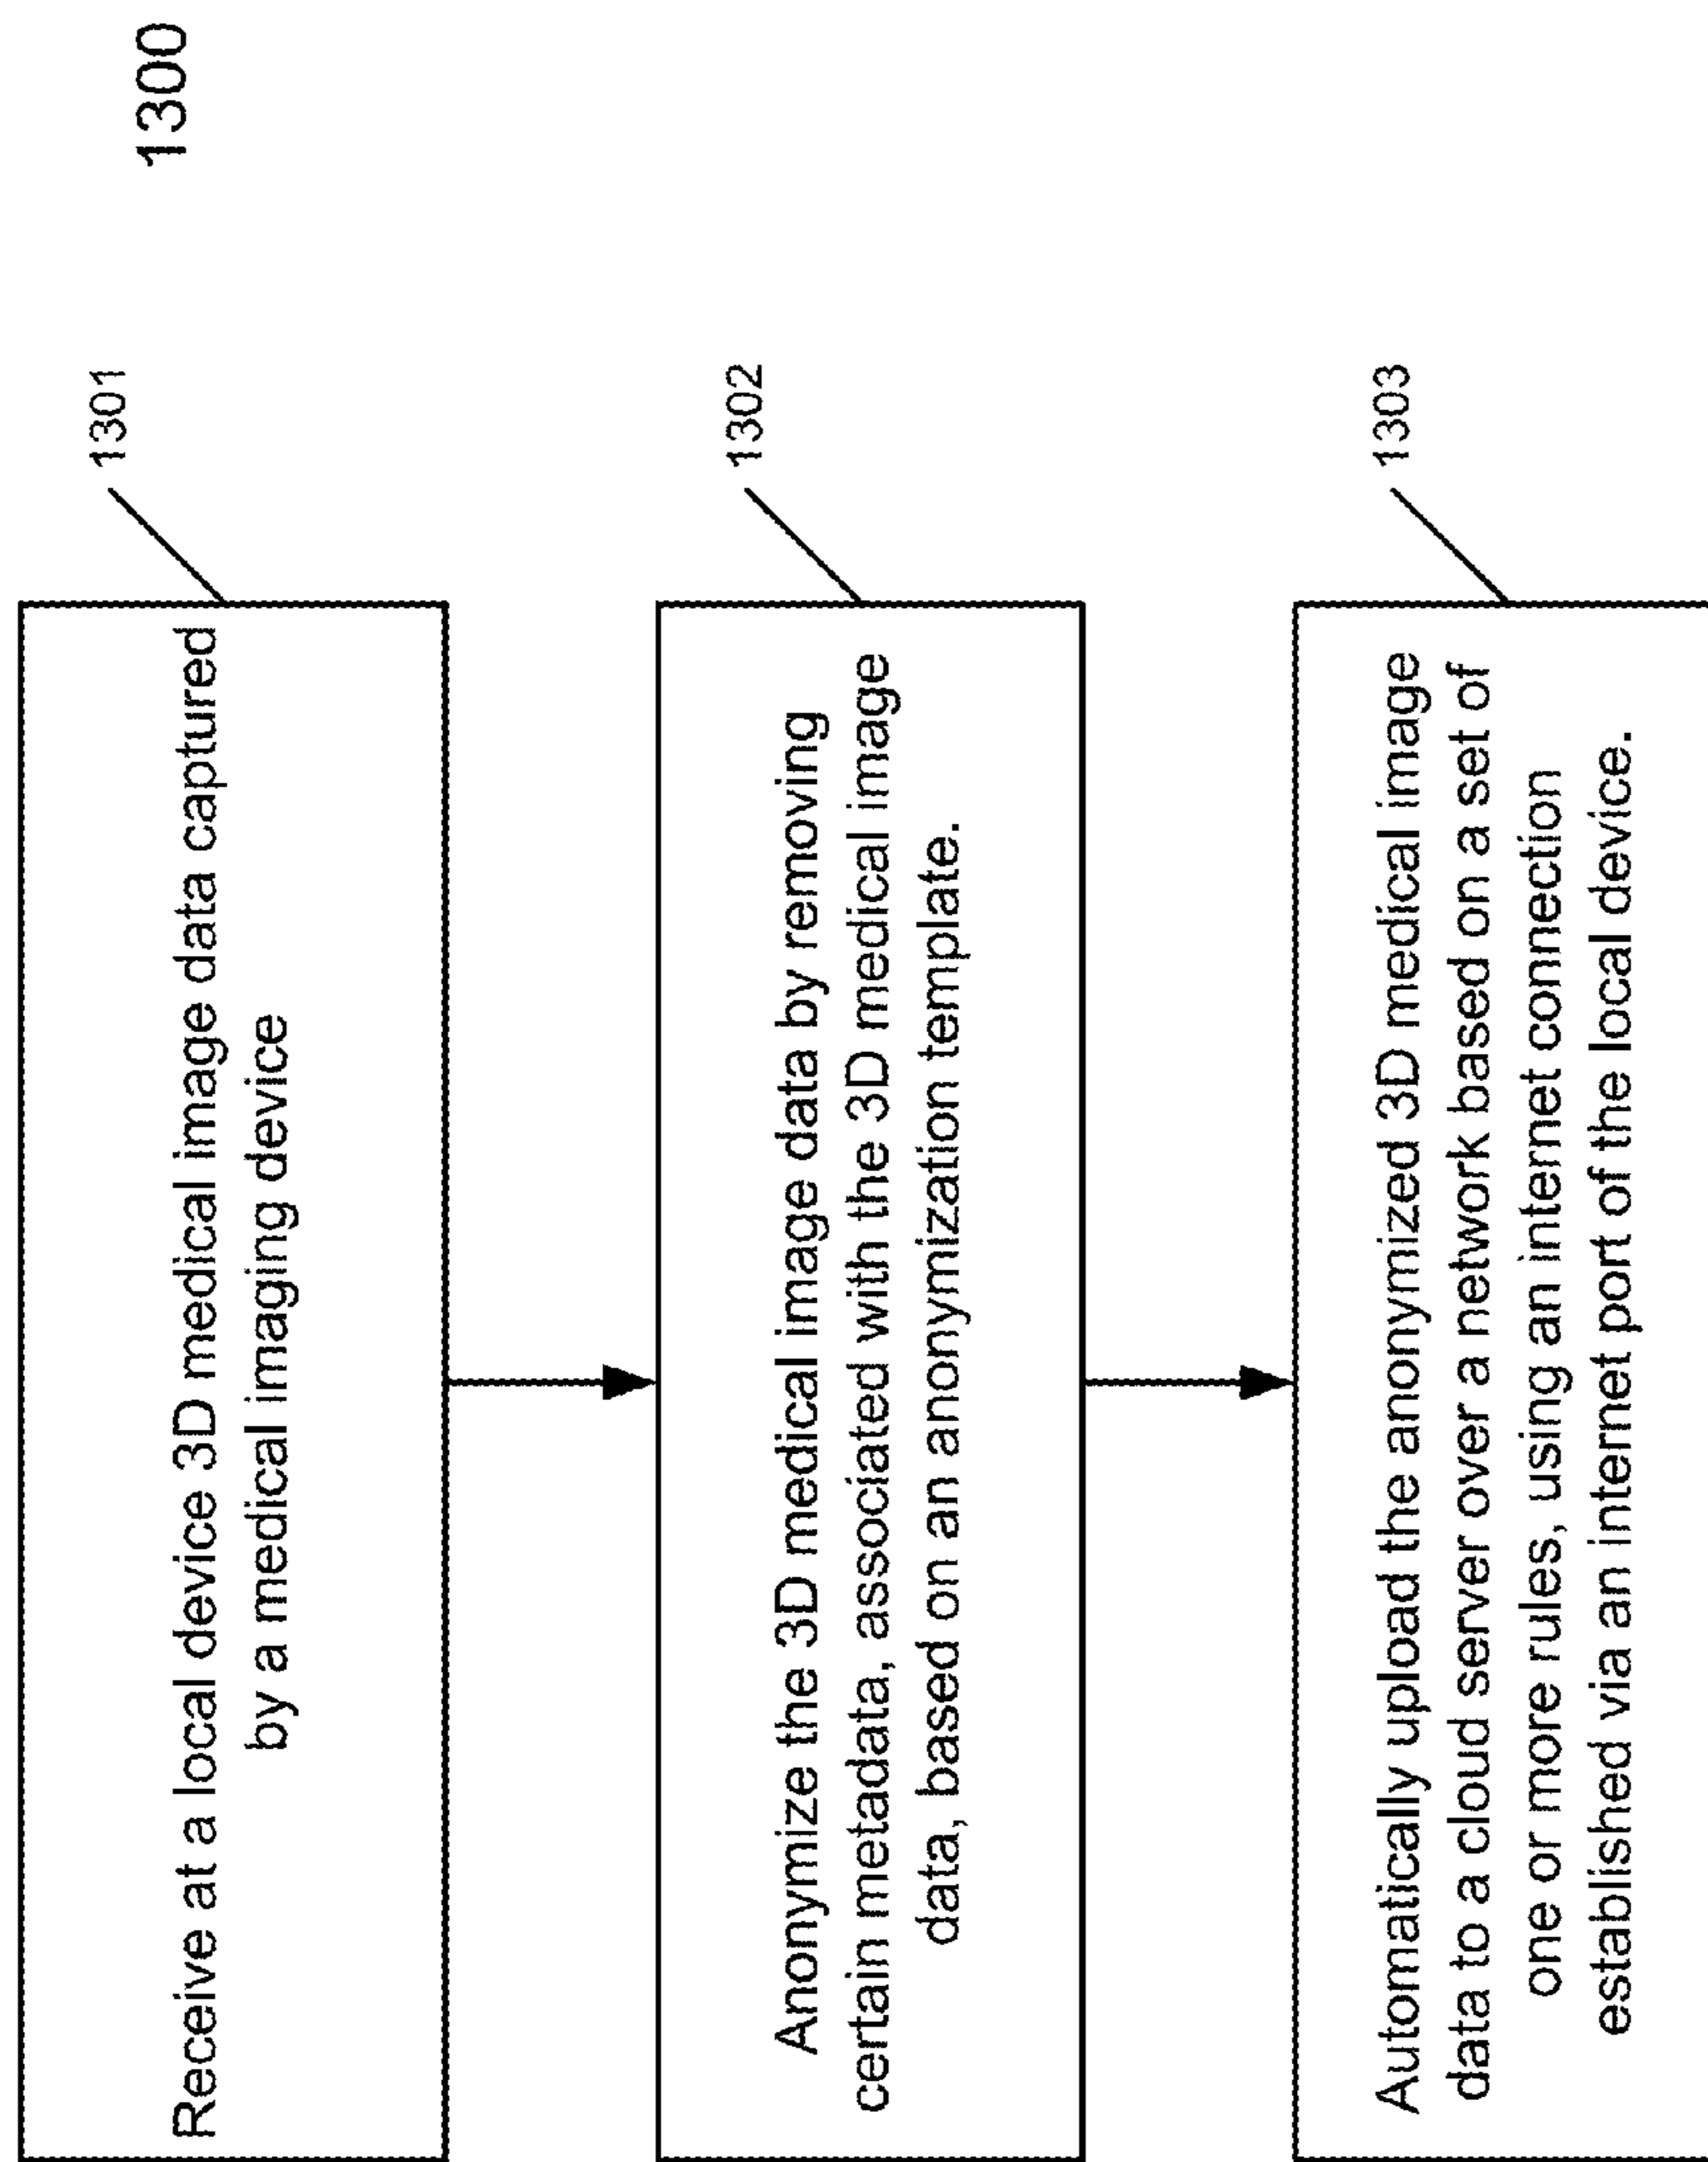 1300
1301
Receive at a local device 3D medical image data captured
by a medical imaging device
1302
Anonymize the 3D medical image data by removing
certain metadata, associated with the 3D medical image
data, based on an anonymization template.
1303
Automatically upload the anonymized 3D medical image
data to a cloud server over a network based on a set of
one or more rules, using an internet connection
established via an internet port of the local device.